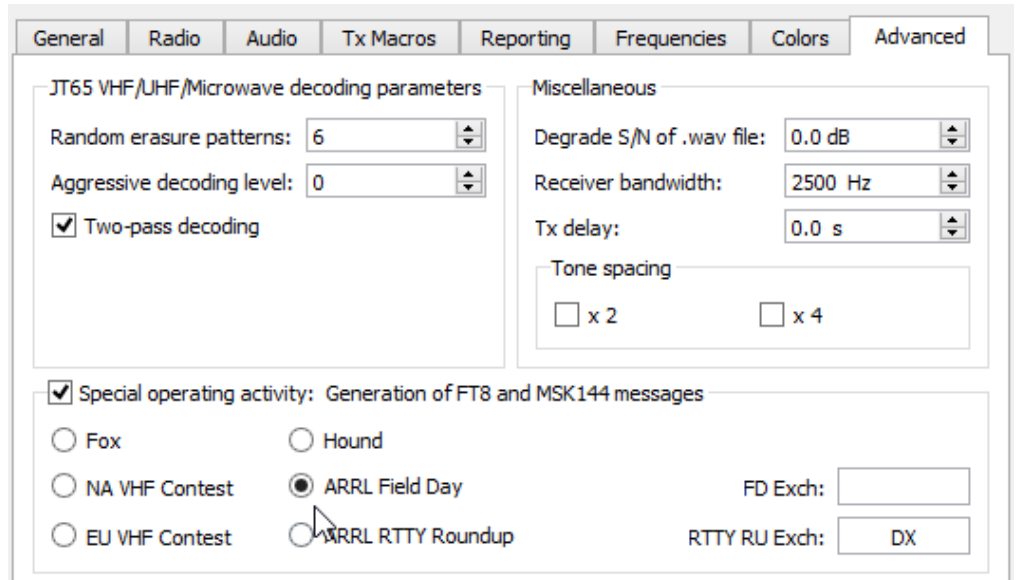 General Radio Audio Tx Macros Reporting Frequencies Colors Advanced
JT65 VHF/UHF/Microwave decoding parameters
Random erasure patterns: 6
Aggressive decoding level: 0
Two-pass decoding
Miscellaneous
Degrade S/N of .wav file: 0.0 dB
Receiver bandwidth: 2500 Hz
Tx delay: 0.0 s
Tone spacing
x 2 x 4
Special operating activity: Generation of FT8 and MSK144 messages
Fox Hound
NA VHF Contest ARRL Field Day FD Exch:
EU VHF Contest ARRL RTTY Roundup RTTY RU Exch: DX